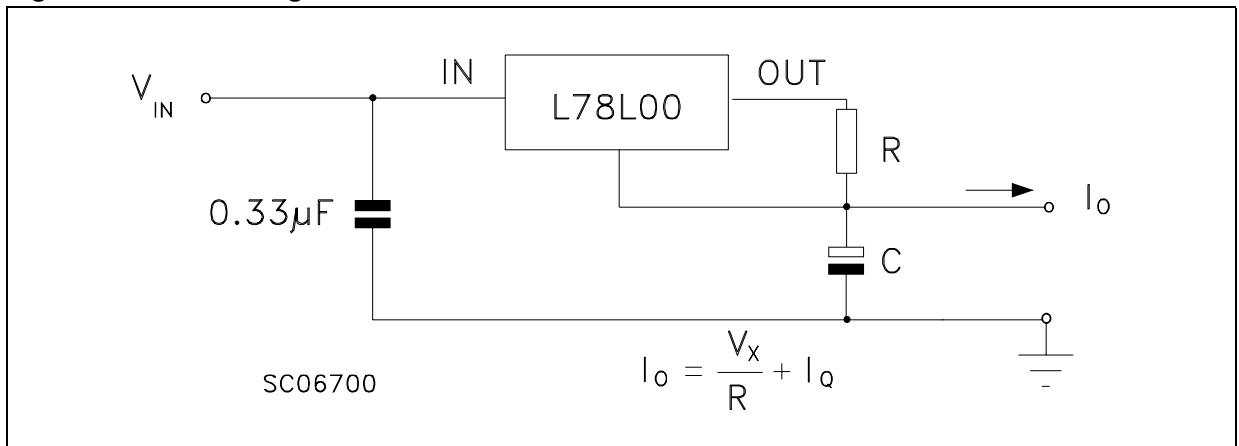 V_IN
IN
L78L00
OUT
R
0.33µF
I_O
C
I_O = V_X / R + I_Q
SC06700